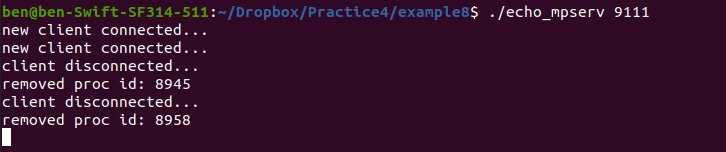 ben@ben-Swift-SF314-511:~/Dropbox/Practice4/example8$ ./echo_mpserv 9111
new client connected...
new client connected...
client disconnected...
removed proc id: 8945
client disconnected...
removed proc id: 8958